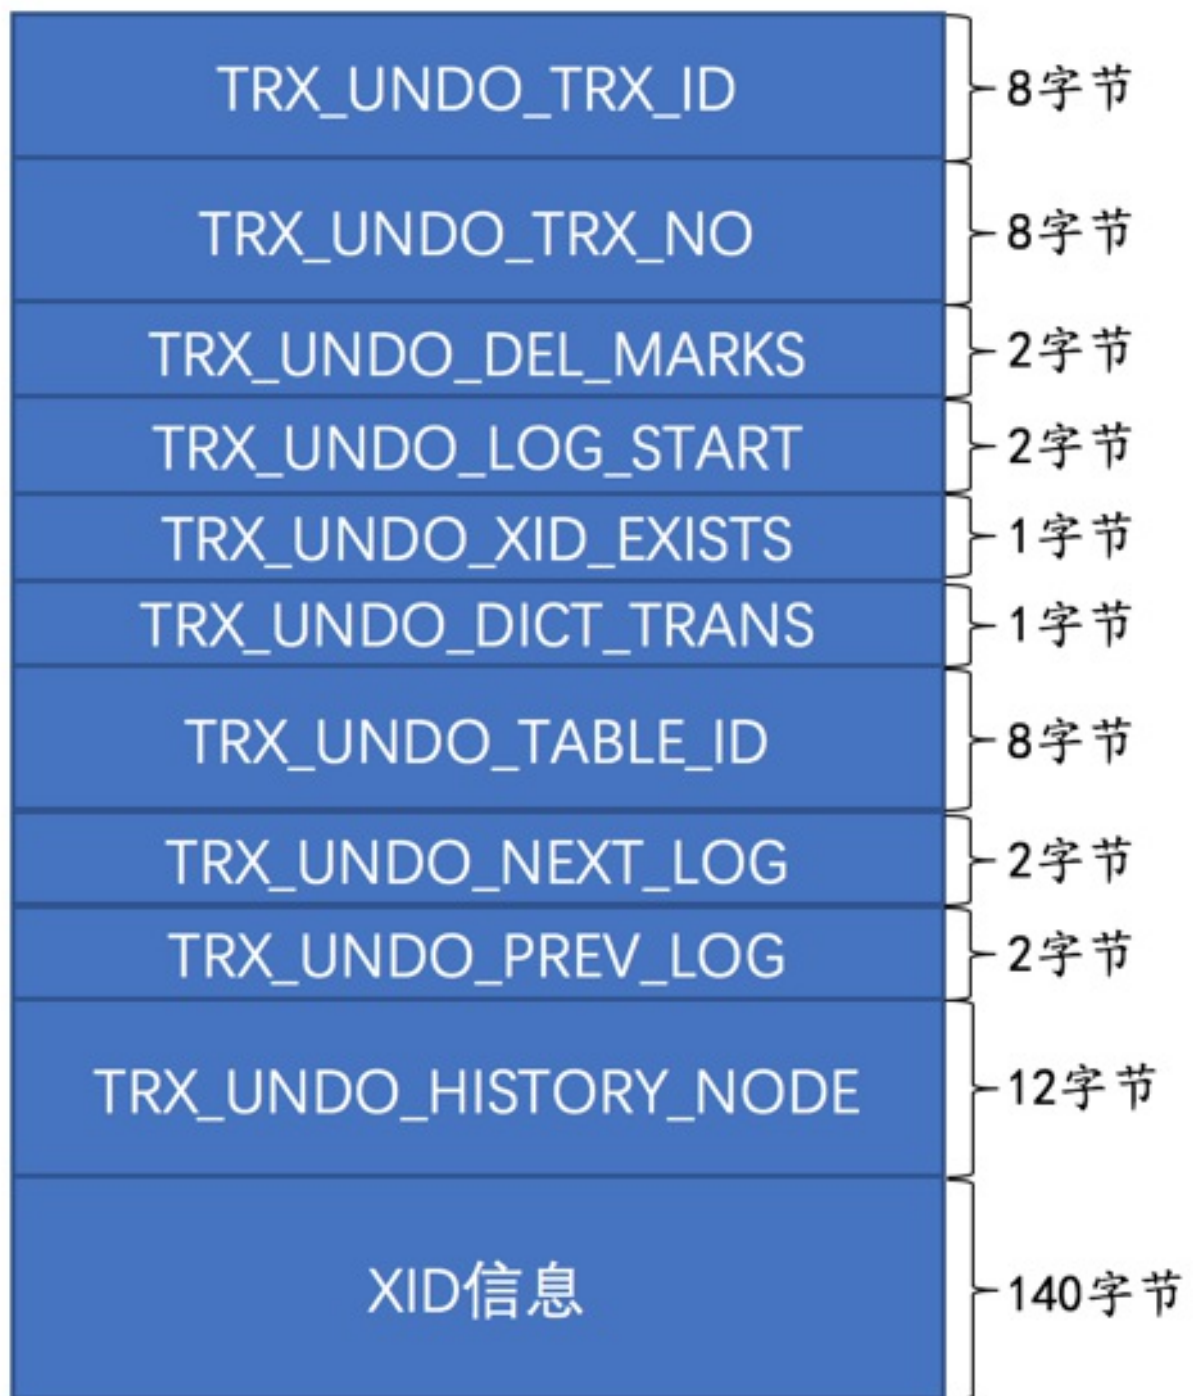 TRX_UNDO_TRX_ID 8字节
TRX_UNDO_TRX_NO 8字节
TRX_UNDO_DEL_MARKS 2字节
TRX_UNDO_LOG_START 2字节
TRX_UNDO_XID_EXISTS 1字节
TRX_UNDO_DICT_TRANS 1字节
TRX_UNDO_TABLE_ID 8字节
TRX_UNDO_NEXT_LOG 2字节
TRX_UNDO_PREV_LOG 2字节
TRX_UNDO_HISTORY_NODE 12字节
XID信息 140字节